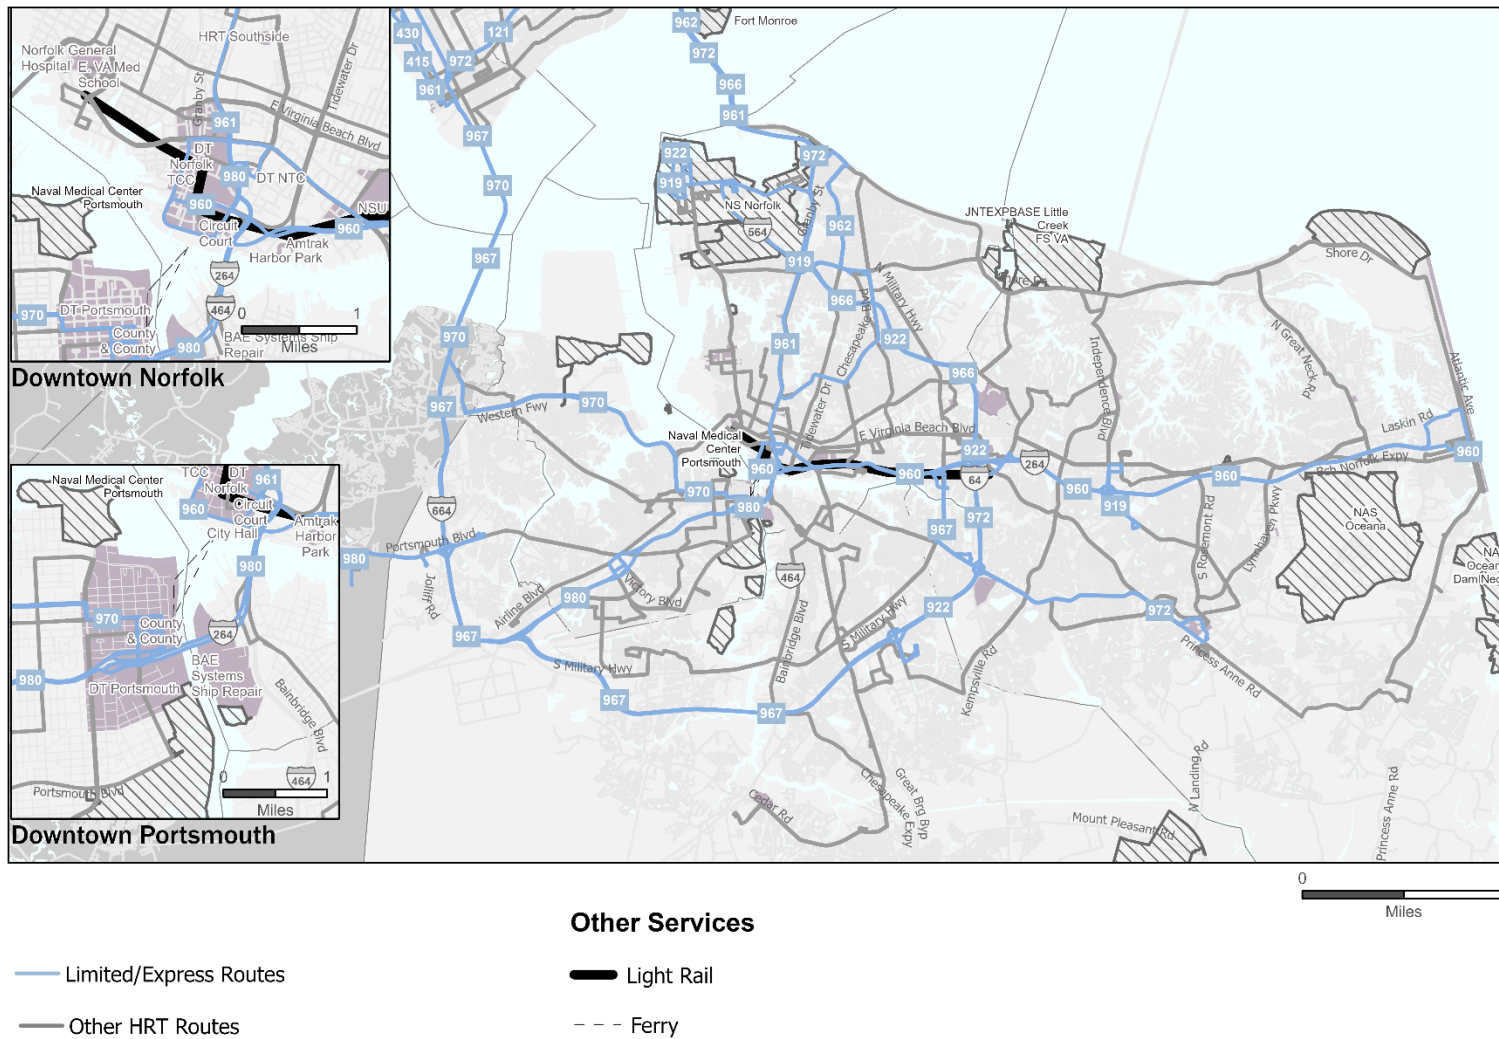 HRT Southside
Norfolk General
Hospital E. VA Med
School
Granby St
Tidewater Dr
E Virginia Beach Blvd
961
DT
Norfolk
TCC
980
DT NTC
Naval Medical Center
Portsmouth
960
NSU
960
Circuit
Court
Amtrak
Harbor Park
264
464
DT Portsmouth
970
County
& County
980
BAE Systems Ship
Repair
0
1
Miles
Downtown Norfolk
TCC
DT
Norfolk
961
Naval Medical Center
Portsmouth
960
Circuit
Court
City Hall
Amtrak
Harbor
Park
980
970
County
& County
264
980
DT Portsmouth
BAE
Systems
Ship Repair
Bainbridge Blvd
464
Portsmouth Blvd
0
1
Miles
Downtown Portsmouth
430
121
415
972
961
967
970
967
970
967
962
Fort Monroe
972
966
961
922
972
919
NS Norfolk
Granby St
564
962
919
N Military Hwy
966
Chesapeake Blvd
922
961
966
JNTEXPBASE Little
Creek
FS VA
Shore Dr
Shore Dr
Independence Blvd
N Great Neck Rd
Atlantic Ave
Laskin Rd
Western Fwy
970
Tidewater Dr
E Virginia Beach Blvd
Naval Medical
Center
Portsmouth
922
960
960
264
64
960
960
Norfolk Expy
960
970
980
919
664
967
972
NAS
Oceana
S Rosemont Rd
Lynnhaven Pkwy
980
Portsmouth Blvd
Jolliff Rd
Airline Blvd
980
Victory Blvd
464
922
972
967
S Military Hwy
967
967
Bainbridge Blvd
S Military Hwy
Kempsville Rd
Princess Anne Rd
Cedar Rd
Chesapeake Expy
Great Brg Byp
Mount Pleasant Rd
N Landing Rd
Princess Anne Rd
0
Miles
Other Services
Limited/Express Routes
Light Rail
Other HRT Routes
Ferry